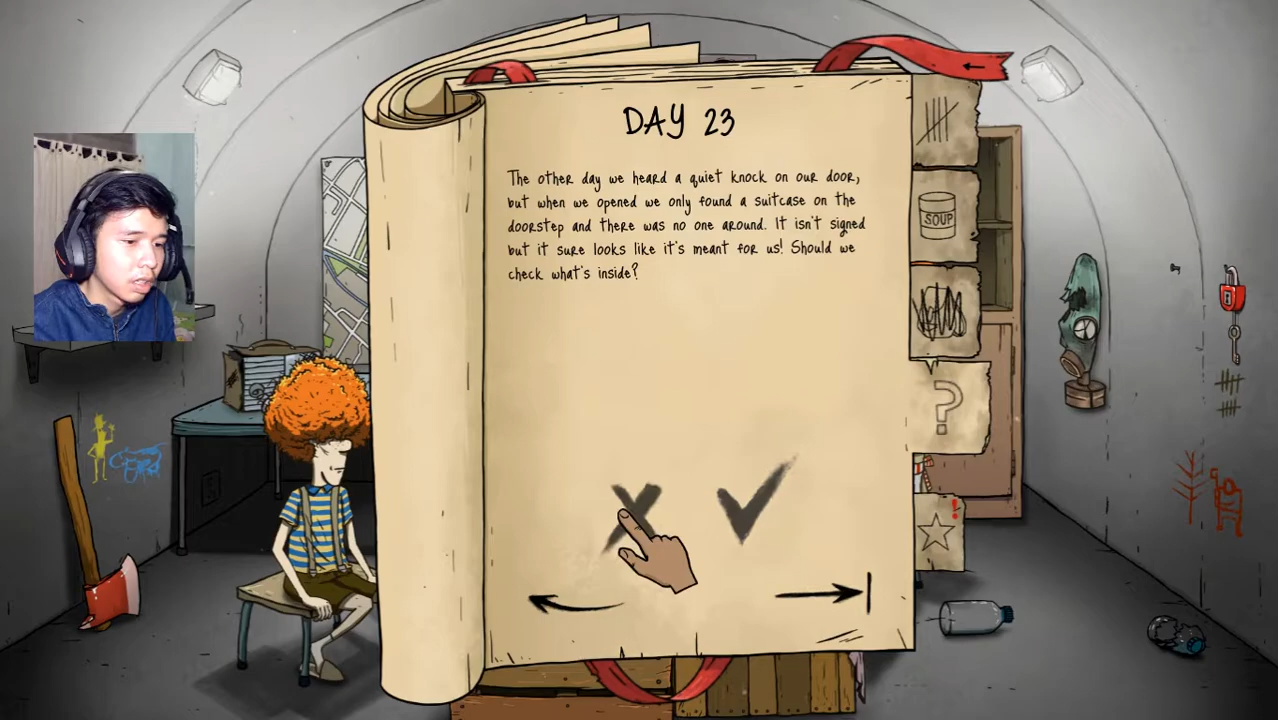 DAY 23
The other day we heard a quiet knock on our door,
but when we opened we only found a suitcase on the
doorstep and there was no one around. It isn't signed
but it sure looks like it's meant for us! Should we
check what's inside?
SOUP
?
!